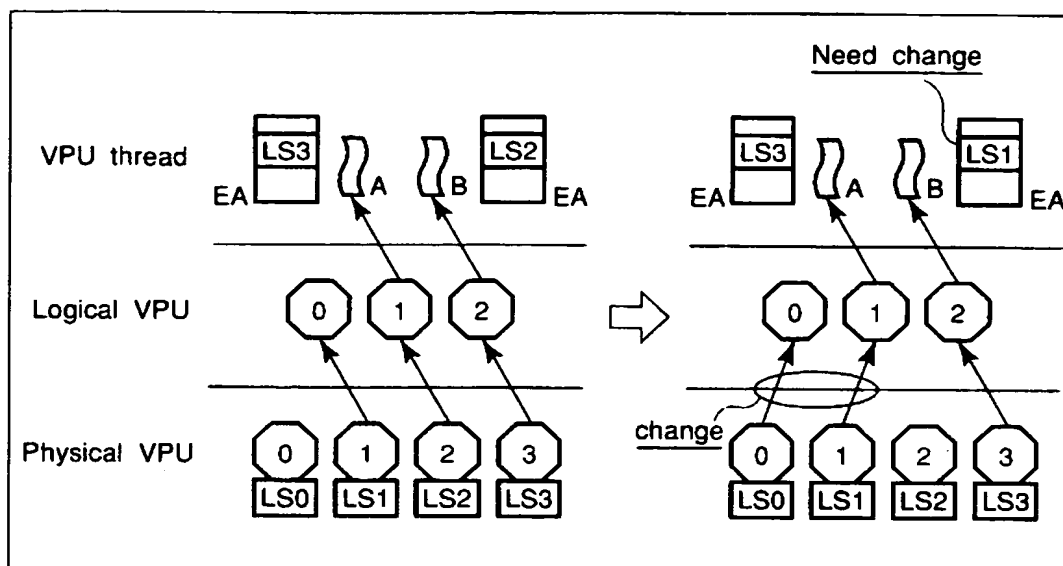 Need change
VPU thread
LS3
A
B
LS2
EA
EA
LS3
A
B
LS1
EA
EA
Logical VPU
0
1
2
0
1
2
change
Physical VPU
0
1
2
3
0
1
2
3
LS0
LS1
LS2
LS3
LS0
LS1
LS2
LS3